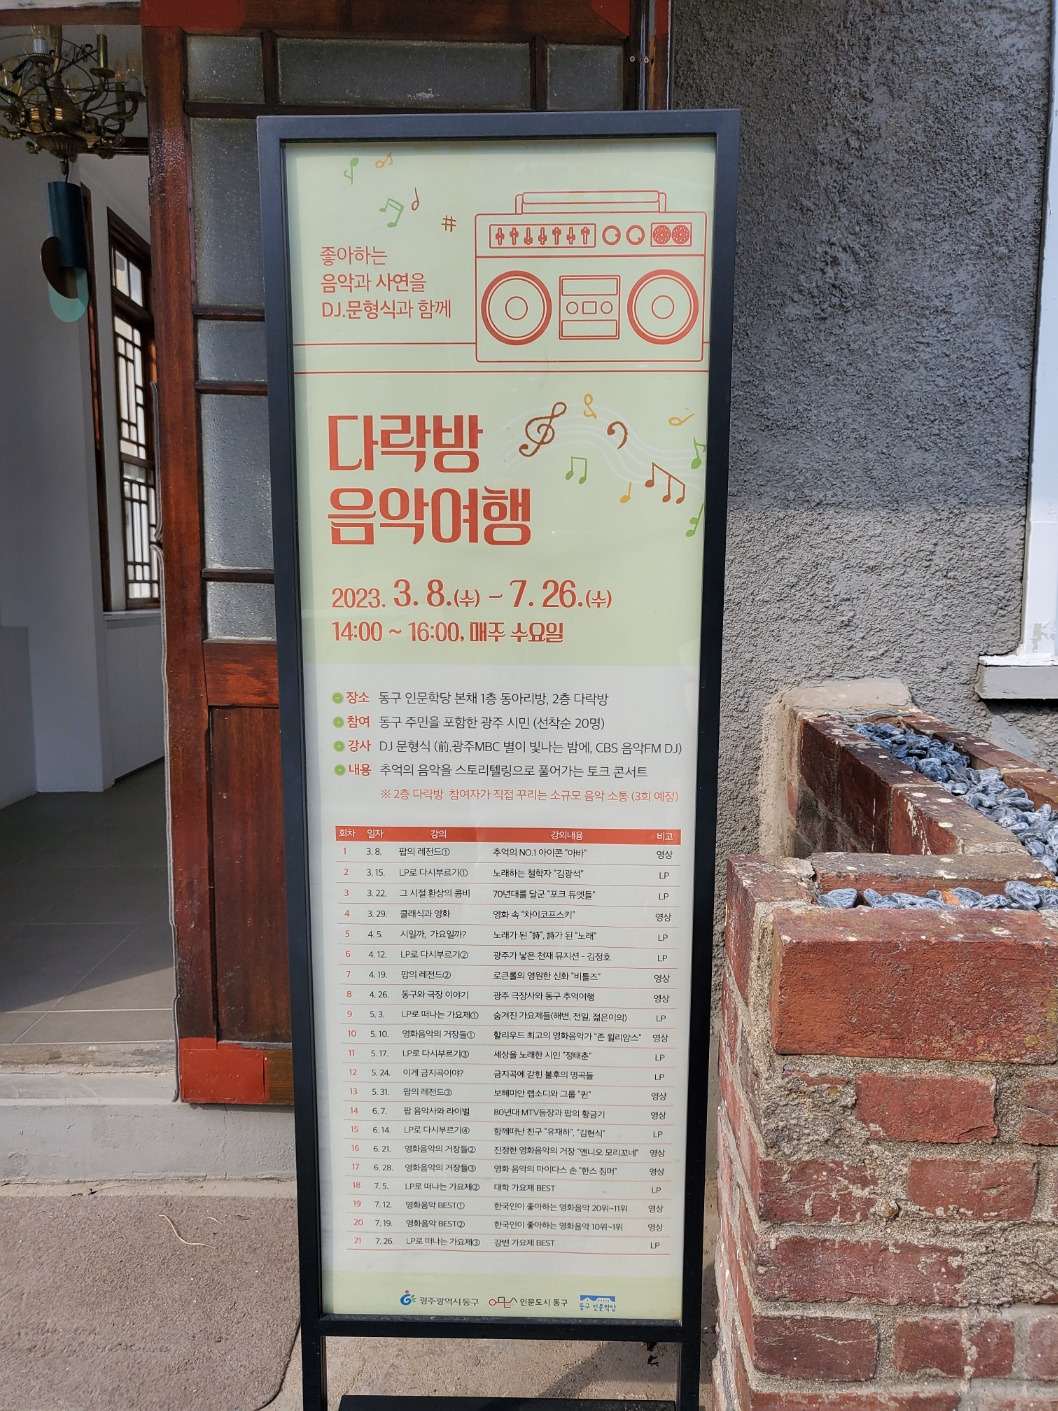 좋아하는
음악과 사연을
DJ.문형식과 함께
다락방
음악여행
2023. 3. 8.(수) - 7. 26.(수)
14:00 ~ 16:00, 매주 수요일
장소 동구 인문학당 본채 1층 동아리방, 2층 다락방
참여 동구 주민을 포함한 광주 시민 (선착순 20명)
강사 DJ 문형식 (前,광주MBC 별이 빛나는 밤에, CBS 음악FM DJ)
내용 추억의 음악을 스토리텔링으로 풀어가는 토크 콘서트
※ 2층 다락방 참여자가 직접 꾸리는 소규모 음악 소통 (3회 예정)
회차 일자 강의 강의내용 비고
1 3. 8. 팝의 레전드① 추억의 NO.1 아이콘 "아바" 영상
2 3. 15. LP로 다시부르기① 노래하는 철학자 "김광석" LP
3 3. 22. 그 시절 환상의 콤비 70년대를 달군 "포크 듀엣들" LP
4 3. 29. 클래식과 영화 영화 속 "차이코프스키" 영상
5 4. 5. 시일까, 가요일까? 노래가 된 "詩", 詩가 된 "노래" LP
6 4. 12. LP로 다시부르기② 광주가 낳은 천재 뮤지션 - 김정호 LP
7 4. 19. 팝의 레전드② 로큰롤의 영원한 신화 "비틀즈" 영상
8 4. 26. 동구와 극장 이야기 광주 극장사와 동구 추억여행 영상
9 5. 3. LP로 떠나는 가요제① 숨겨진 가요제들(해변, 전일, 젊은이의) LP
10 5. 10. 영화음악의 거장들① 할리우드 최고의 영화음악가 "존 윌리암스" 영상
11 5. 17. LP로 다시부르기③ 세상을 노래한 시인 "정태춘" LP
12 5. 24. 이게 금지곡이야? 금지곡에 갇힌 불후의 명곡들 LP
13 5. 31. 팝의 레전드③ 보헤미안 랩소디와 그룹 "퀸" 영상
14 6. 7. 팝 음악사와 라이벌 80년대 MTV등장과 팝의 황금기 영상
15 6. 14. LP로 다시부르기④ 함께떠난 친구 "유재하", "김현식" LP
16 6. 21. 영화음악의 거장들② 진정한 영화음악의 거장 "엔니오 모리꼬네" 영상
17 6. 28. 영화음악의 거장들③ 영화 음악의 마이다스 손 "한스 짐머" 영상
18 7. 5. LP로 떠나는 가요제② 대학 가요제 BEST LP
19 7. 12. 영화음악 BEST① 한국인이 좋아하는 영화음악 20위~11위 영상
20 7. 19. 영화음악 BEST② 한국인이 좋아하는 영화음악 10위~1위 영상
21 7. 26. LP로 떠나는 가요제③ 강변 가요제 BEST LP
광주광역시 동구 인문도시 동구 동구 인문학당